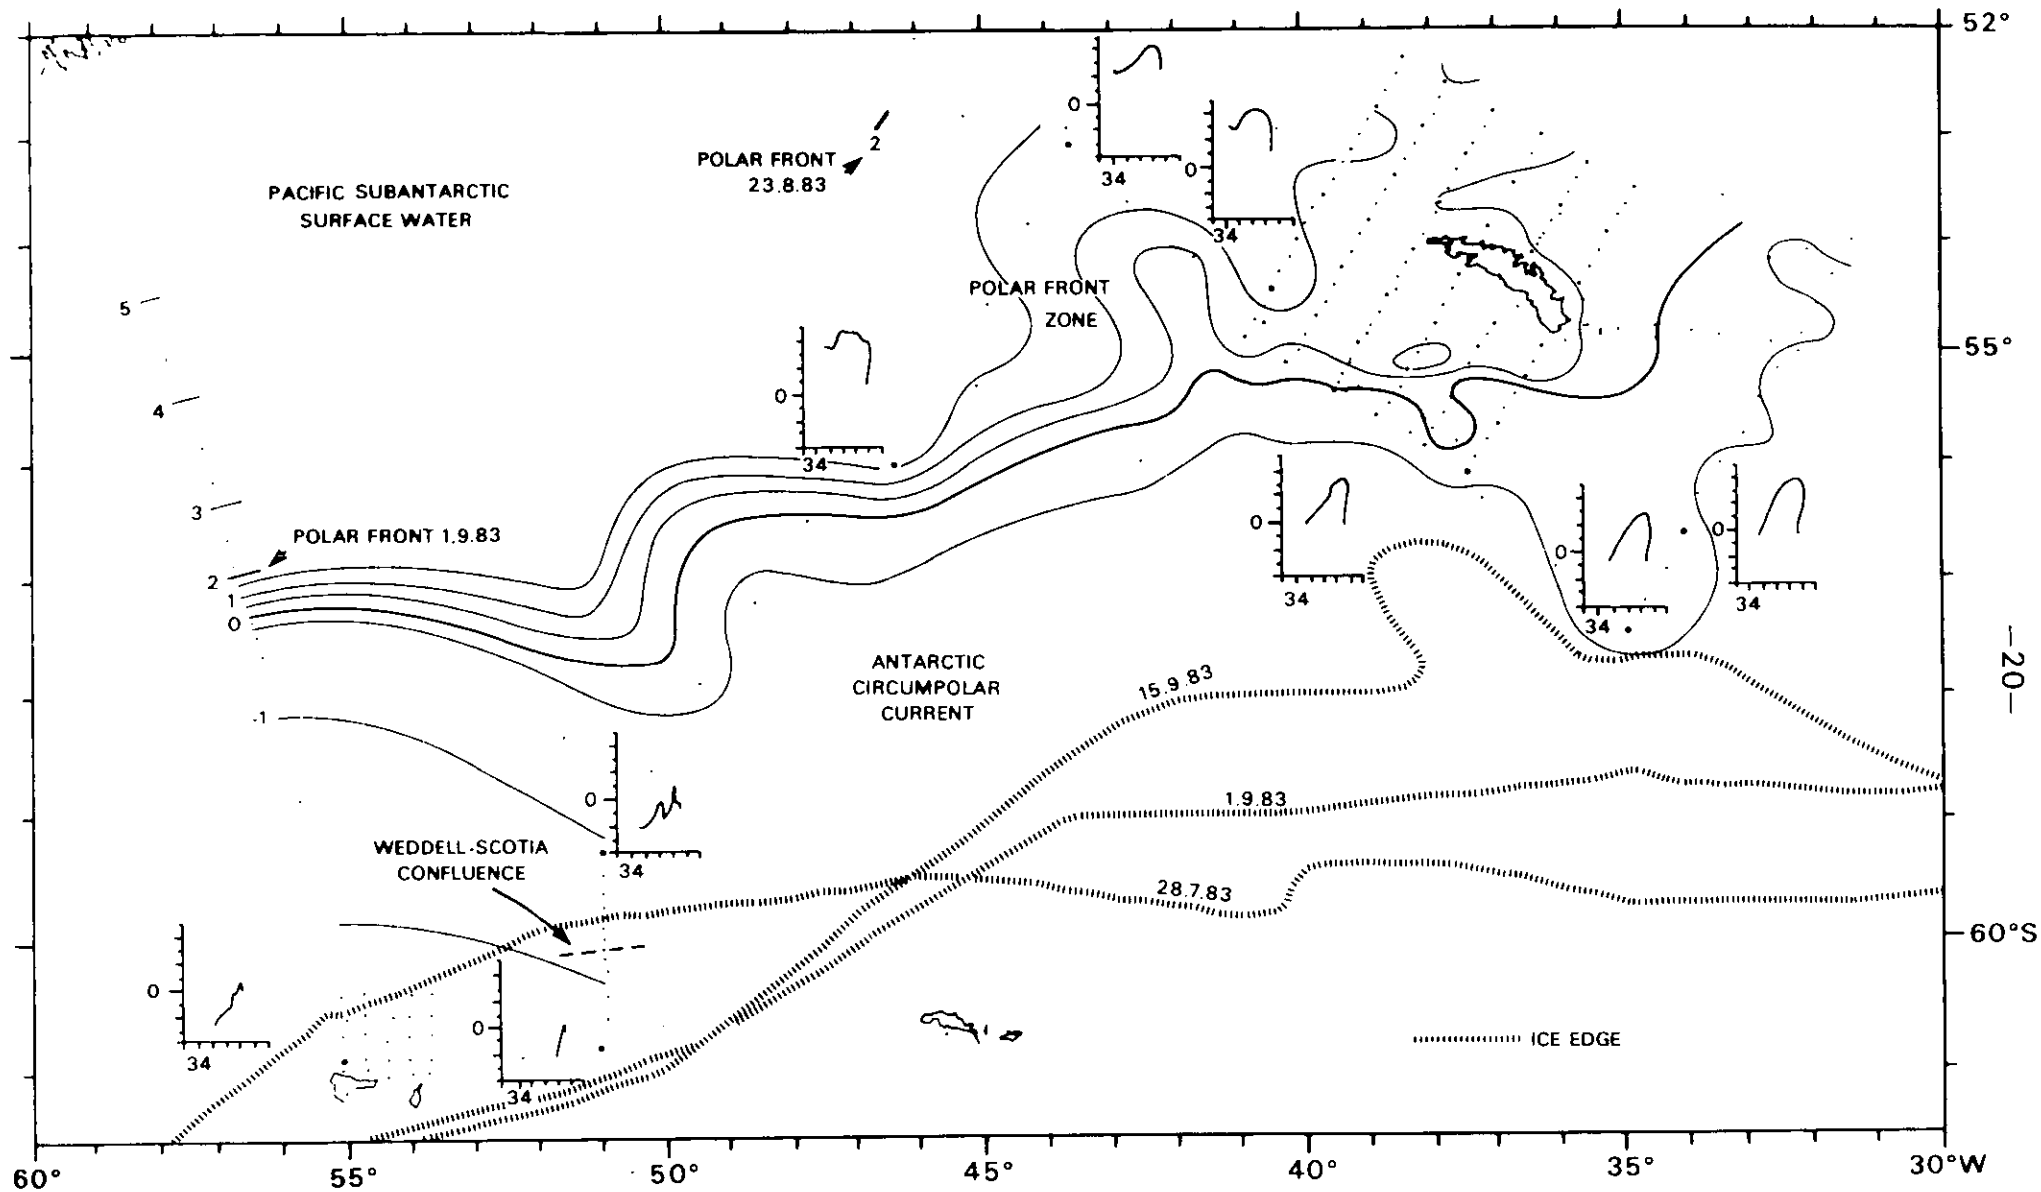 52°
0
34
POLAR FRONT
23.8.83
2
0
34
PACIFIC SUBANTARCTIC
SURFACE WATER
POLAR FRONT
ZONE
5
55°
0
34
4
3
POLAR FRONT 1.9.83
2
1
0
0
34
0
34
0
34
ANTARCTIC
CIRCUMPOLAR
CURRENT
15.9.83
-20-
-1
0
34
1.9.83
WEDDELL-SCOTIA
CONFLUENCE
28.7.83
60°S
0
34
0
34
ICE EDGE
60°
55°
50°
45°
40°
35°
30°W